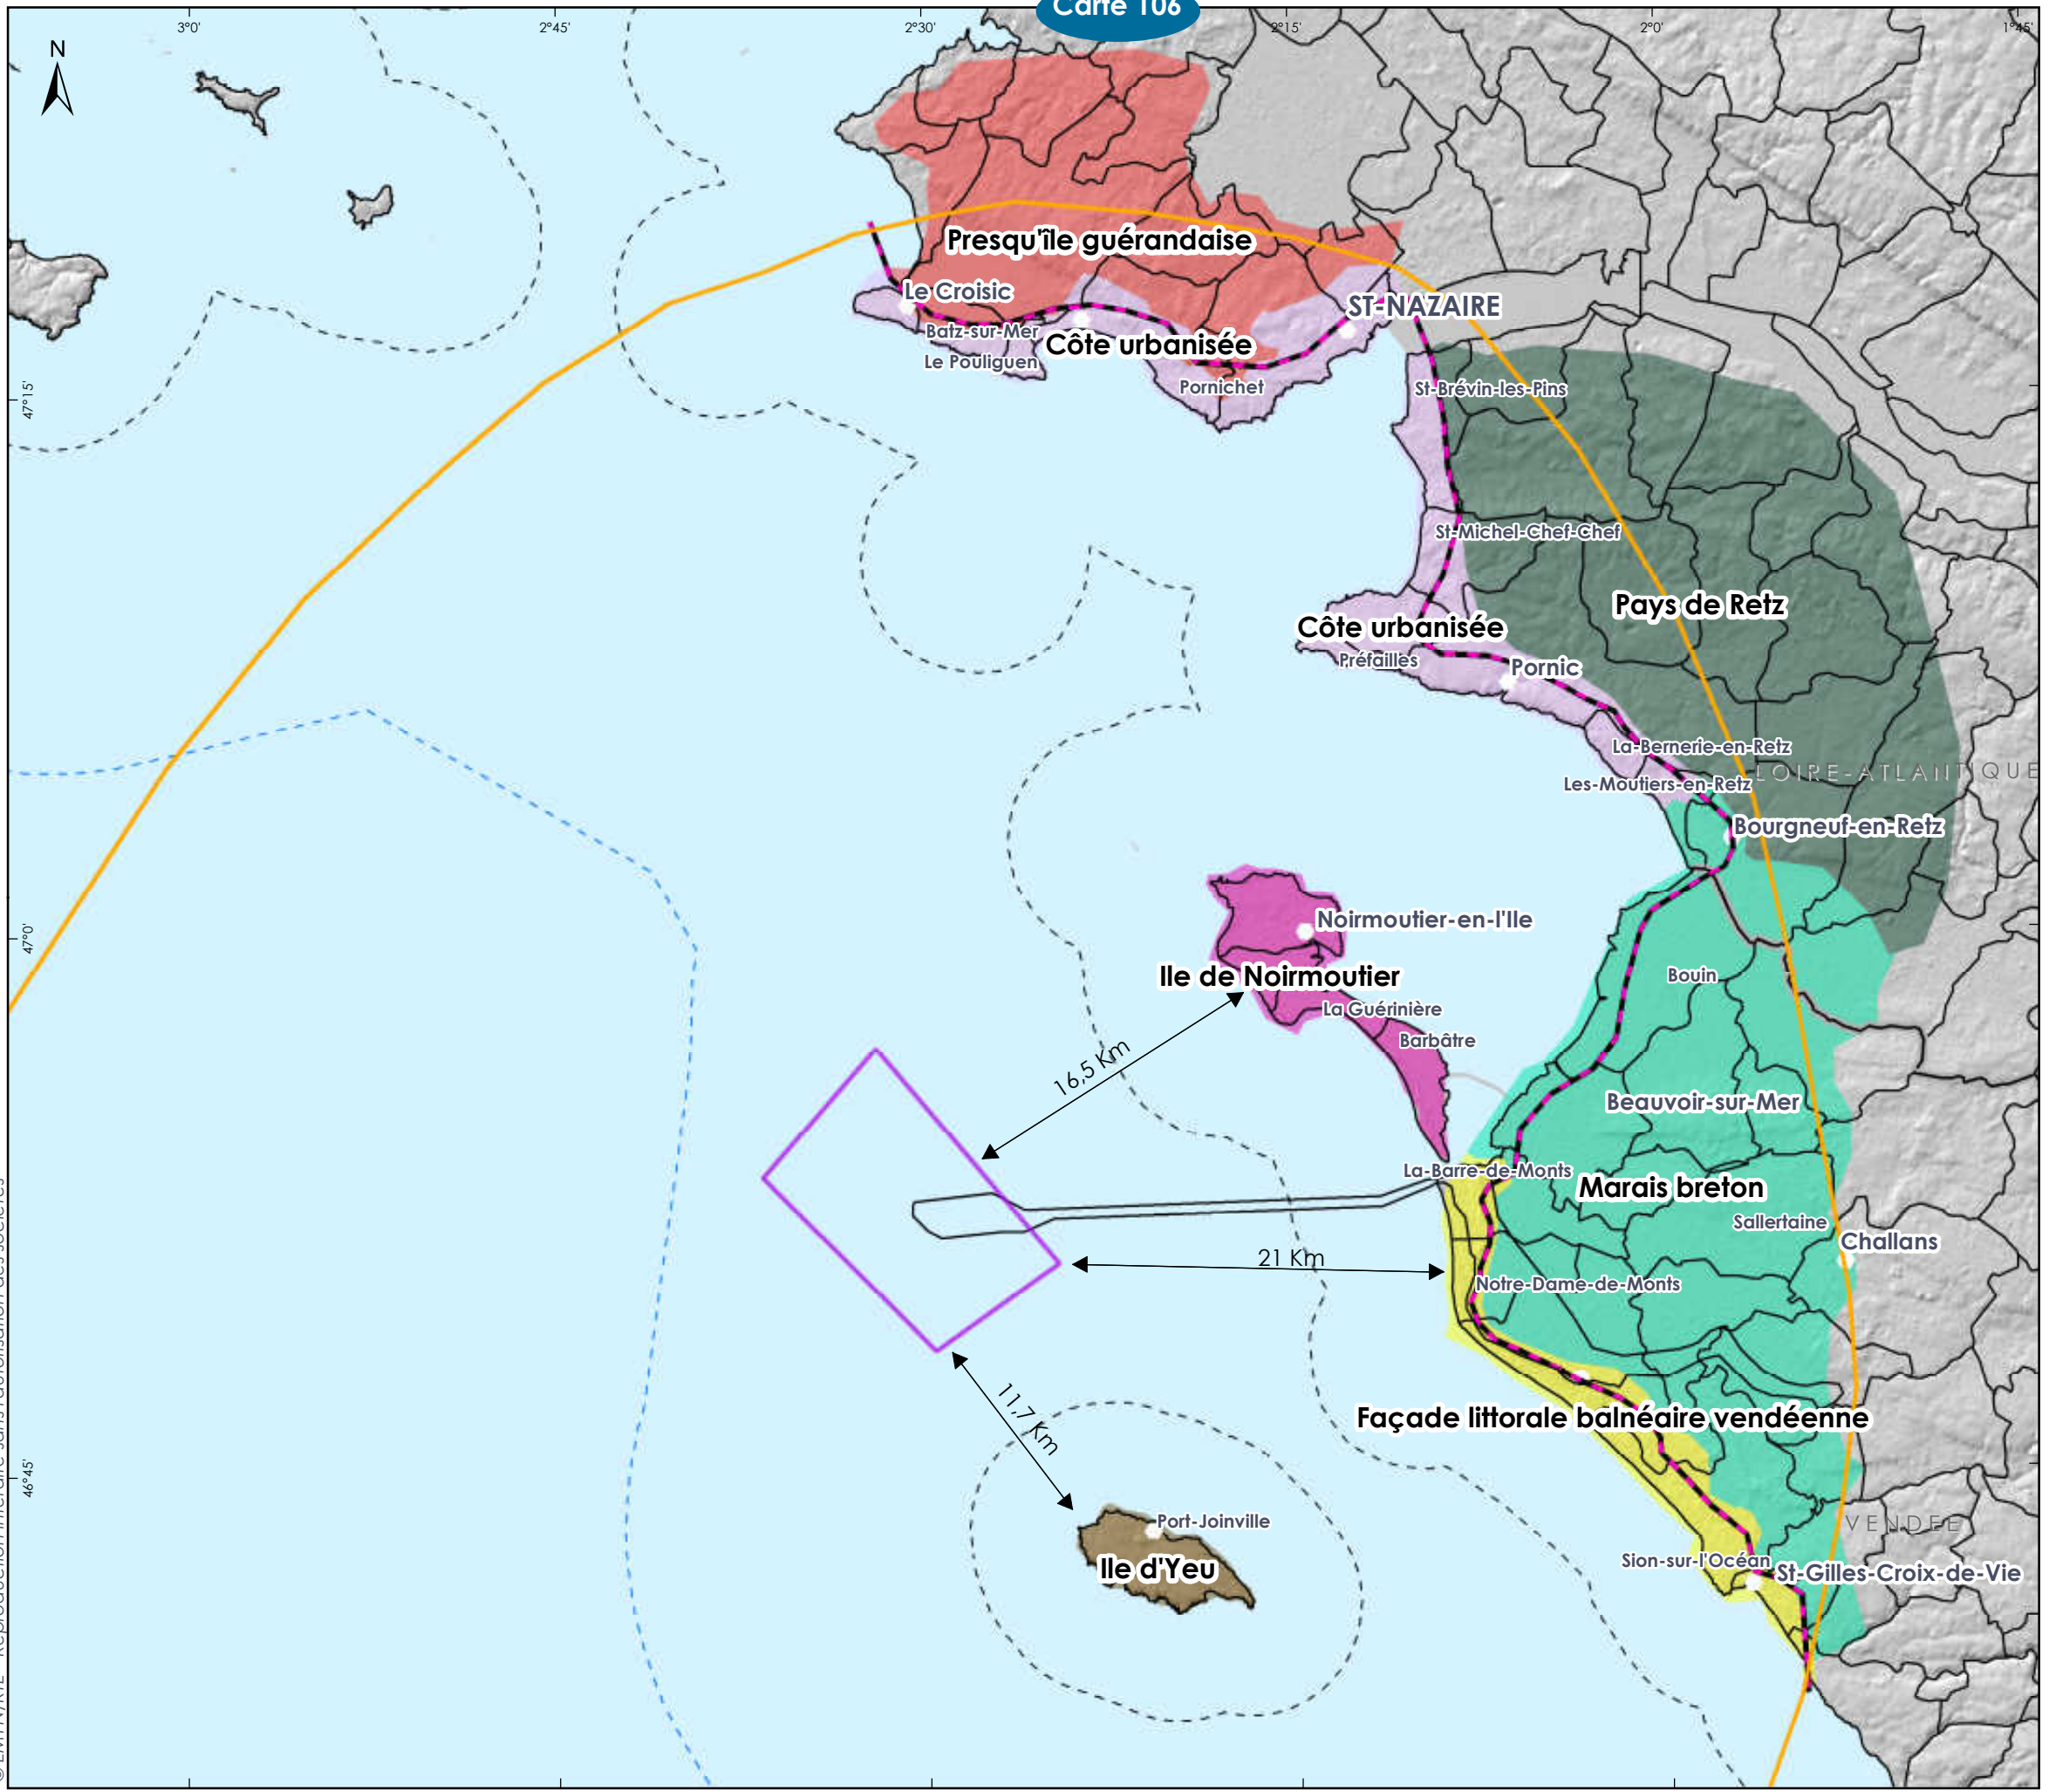 Carte 106
3°0'
2°45'
2°30'
2°15'
2°0'
1°45'
N
Presqu'île guérandaise
Le Croisic
ST-NAZAIRE
Batz-sur-Mer
Côte urbanisée
Le Pouliguen
Pornichet
St-Brévin-les-Pins
47°15'
St-Michel-Chef-Chef
Pays de Retz
Côte urbanisée
Préfailles
Pornic
La-Bernerie-en-Retz
LOIRE-ATLANTIQUE
Les-Moutiers-en-Retz
Bourgneuf-en-Retz
Noirmoutier-en-l'Ile
47°0'
Ile de Noirmoutier
Bouin
La Guérinière
Barbâtre
16,5 Km
Beauvoir-sur-Mer
La-Barre-de-Monts
Marais breton
Sallertaine
Challans
21 Km
Notre-Dame-de-Monts
11,7 Km
Façade littorale balnéaire vendéenne
46°45'
Port-Joinville
VENDEE
Ile d'Yeu
Sion-sur-l'Océan
St-Gilles-Croix-de-Vie